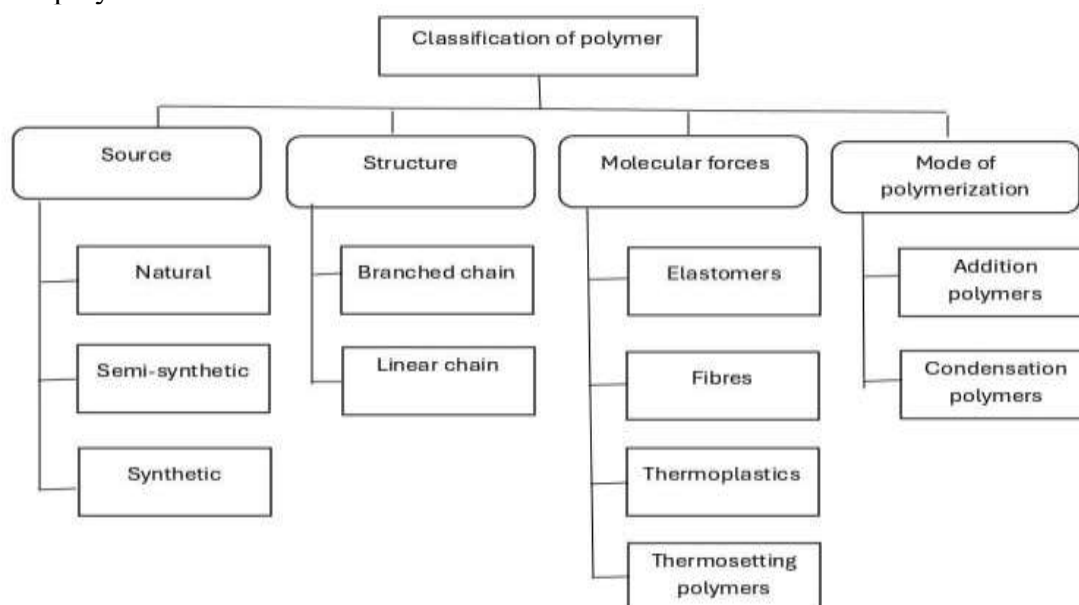 Classification of polymer
Source
Structure
Molecular forces
Mode of
polymerization
Natural
Branched chain
Elastomers
Addition
polymers
Semi-synthetic
Linear chain
Fibres
Condensation
polymers
Synthetic
Thermoplastics
Thermosetting
polymers